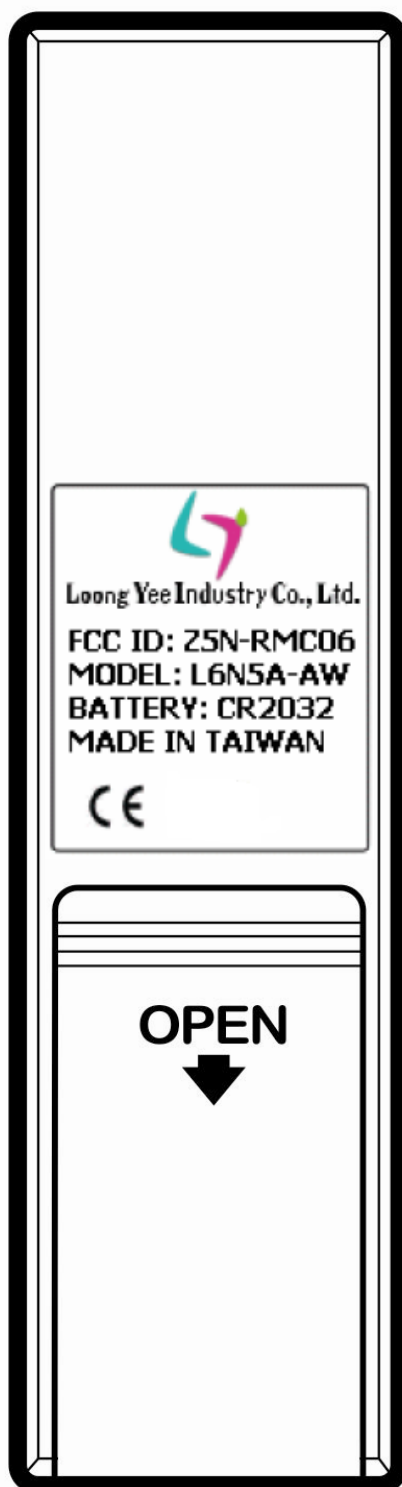 Loong Yee Industry Co., Ltd.
FCC ID: Z5N-RMC06
MODEL: L6N5A-AW
BATTERY: CR2032
MADE IN TAIWAN
CE
OPEN